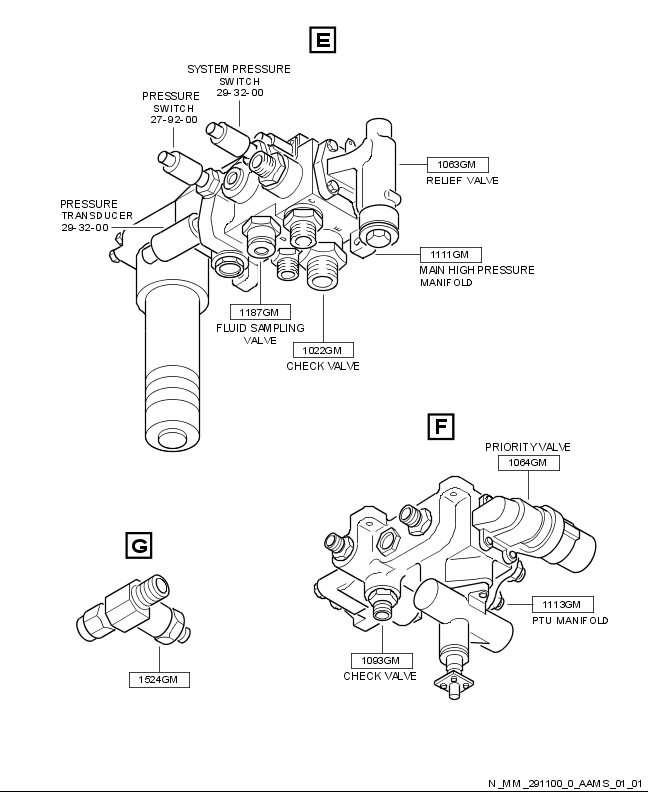 E
SYSTEM PRESSURE
SWITCH
29-32-00
PRESSURE
SWITCH
27-92-00
1063GM
RELIEF VALVE
PRESSURE
TRANSDUCER
29-32-00
1111GM
MAIN HIGH PRESSURE
MANIFOLD
1187GM
FLUID SAMPLING
VALVE
1022GM
CHECK VALVE
F
PRIORITY VALVE
1064GM
G
1113GM
PTU MANIFOLD
1093GM
CHECK VALVE
1524GM
N_MM_291100_0_AAMS_01_01